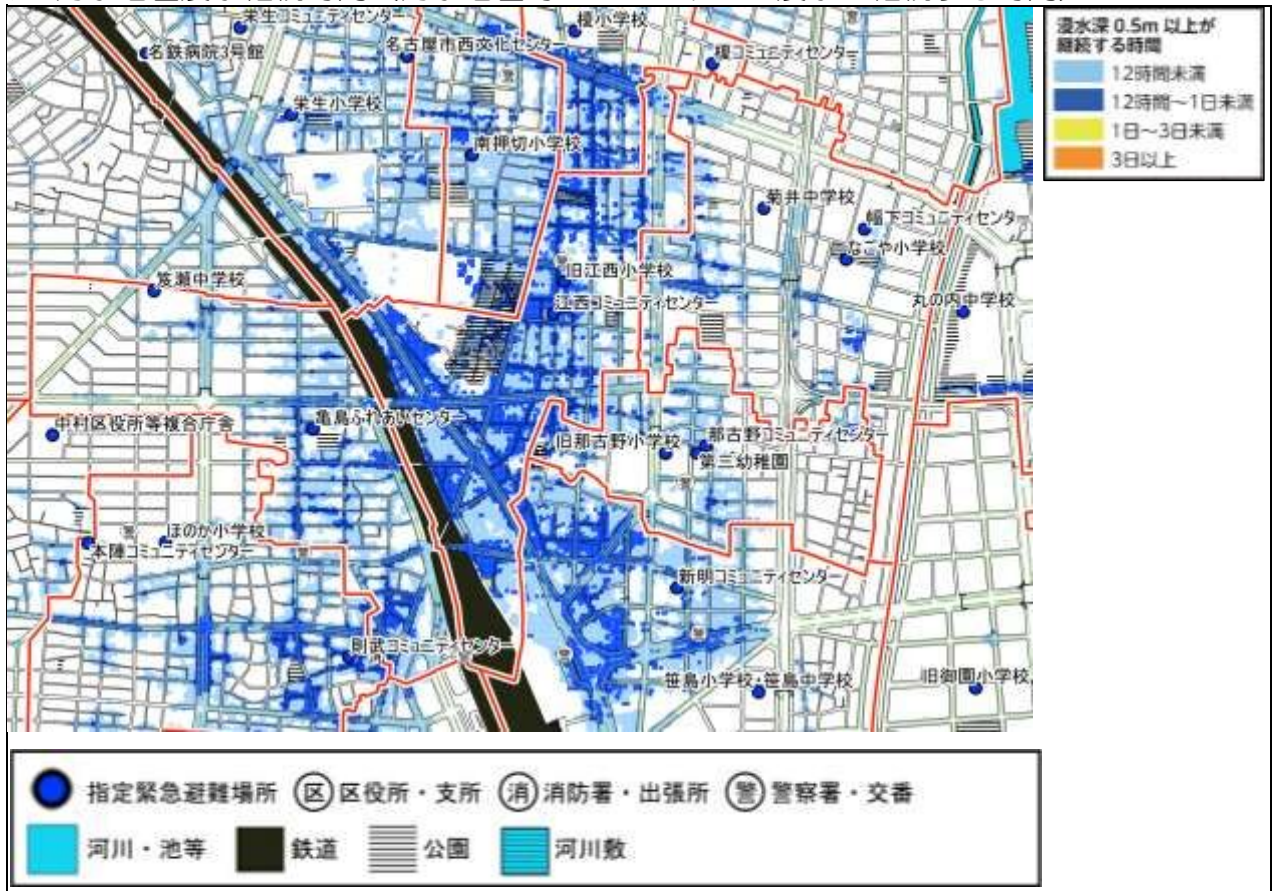 栄生コミュニティセンター
榎小学校
名鉄病院3号館
名古屋市西文化センター
榎コミュニティセンター
栄生小学校
南押切小学校
菊井中学校
幅下コミュニティセンター
なごや小学校
笈瀬中学校
旧江西小学校
江西コミュニティセンター
丸の内中学校
中村区役所等複合庁舎
亀島ふれあいセンター
旧那古野小学校
那古野コミュニティセンター
第三幼稚園
ほのか小学校
本陣コミュニティセンター
新明コミュニティセンター
則武コミュニティセンター
笹島小学校・笹島中学校
旧御園小学校
浸水深 0.5m 以上が
継続する時間
12時間未満
12時間～1日未満
1日～3日未満
3日以上
指定緊急避難場所 区 区役所・支所 消 消防署・出張所 警 警察署・交番
河川・池等 鉄道 公園 河川敷